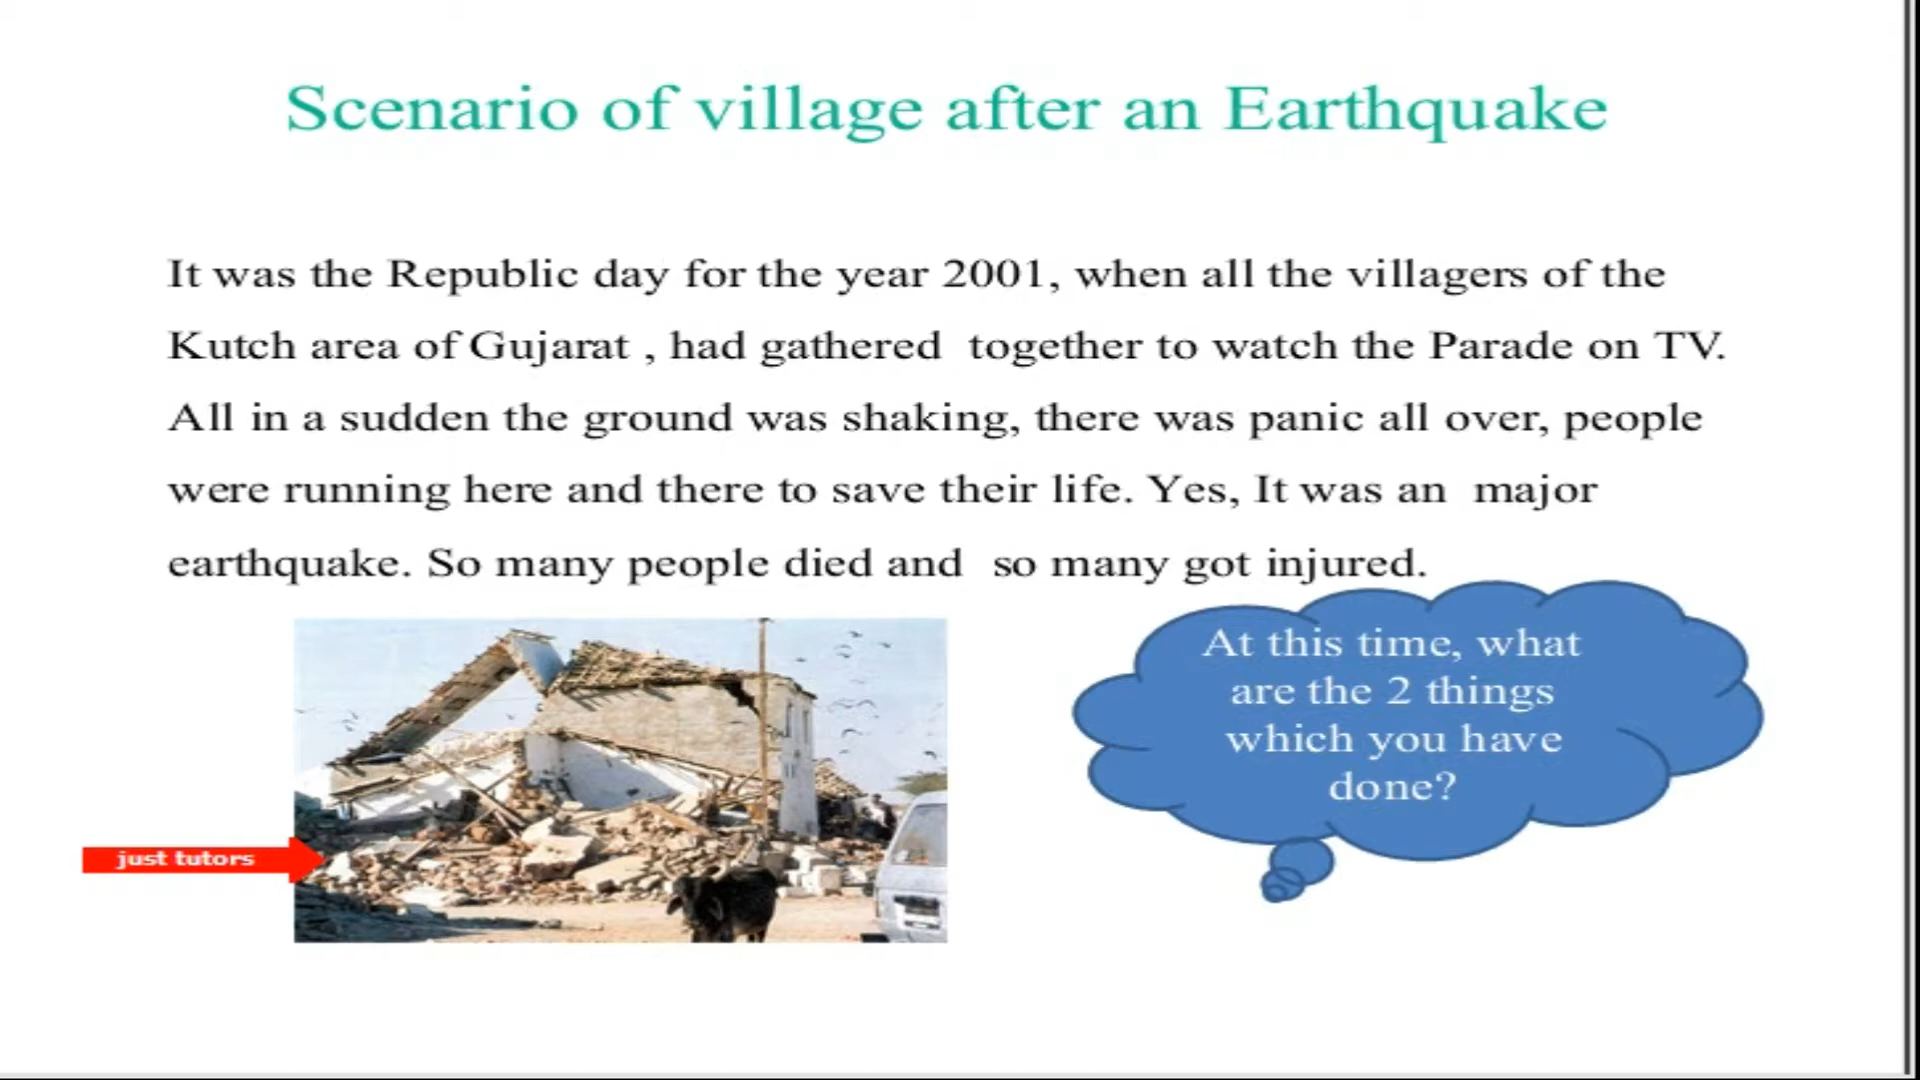 Scenario of village after an Earthquake
It was the Republic day for the year 2001, when all the villagers of the
Kutch area of Gujarat , had gathered together to watch the Parade on TV.
All in a sudden the ground was shaking, there was panic all over, people
were running here and there to save their life. Yes, It was an major
earthquake. So many people died and so many got injured.
At this time, what
are the 2 things
which you have
done?
just tutors